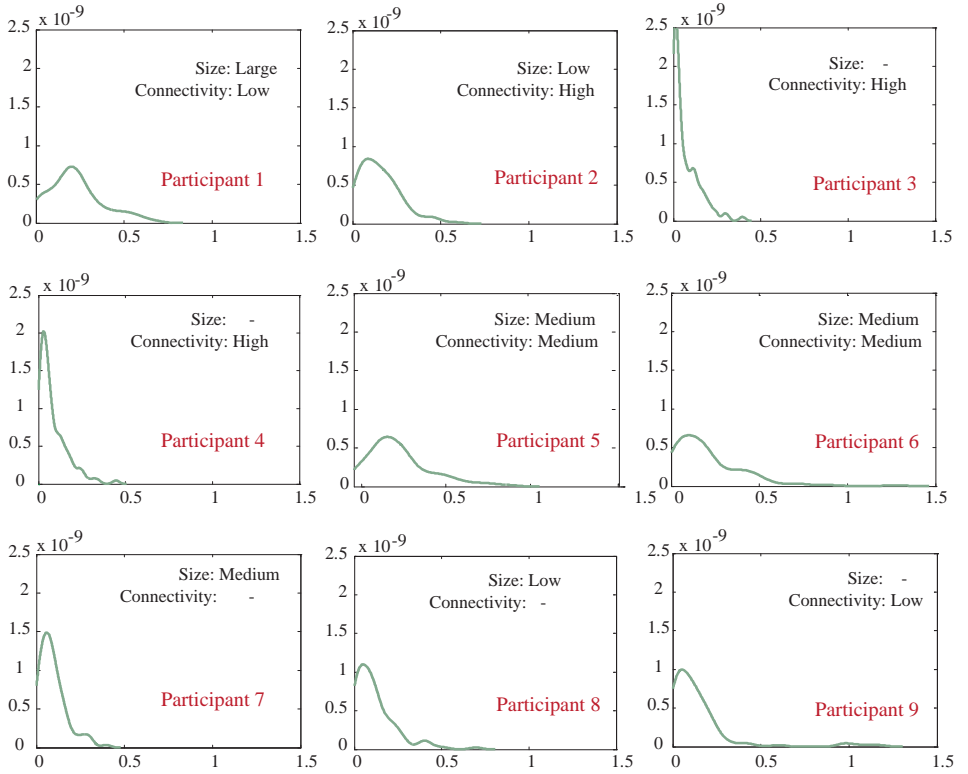 x 10-9
2.5
2
1.5
1
0.5
0
0
0.5
1
1.5
Size: Large
Connectivity: Low
Participant 1
x 10-9
2.5
2
1.5
1
0.5
0
0
0.5
1
1.5
Size: Low
Connectivity: High
Participant 2
x 10-9
2.5
2
1.5
1
0.5
0
0
1
1.5
Size: -
Connectivity: High
Participant 3
x 10-9
2.5
2
1.5
1
0.5
0
0
0.5
1
1.5
Size: -
Connectivity: High
Participant 4
x 10-9
2.5
2
1.5
1
0.5
0
0
0.5
1
1.5
Size: Medium
Connectivity: Medium
Participant 5
x 10-9
2.5
2
1.5
1
0.5
0
0
0.5
1
1.5
Size: Medium
Connectivity: Medium
Participant 6
x 10-9
2.5
2
1.5
1
0.5
0
0
0.5
1
1.5
Size: Medium
Connectivity: -
Participant 7
x 10-9
2.5
2
1.5
1
0.5
0
0
0.5
1
1.5
Size: Low
Connectivity: -
Participant 8
x 10-9
2.5
2
1.5
1
0.5
0
0
0.5
1
1.5
Size: -
Connectivity: Low
Participant 9